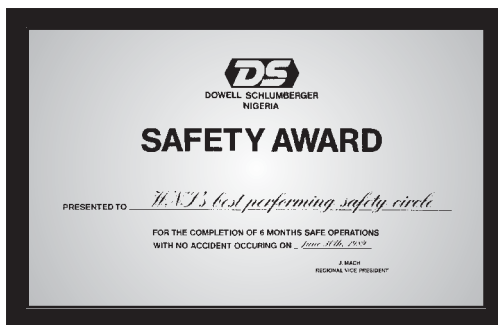 DS
DOWELL SCHLUMBERGER
NIGERIA
SAFETY AWARD
PRESENTED TO best performing safety circle
FOR THE COMPLETION OF 6 MONTHS SAFE OPERATIONS
WITH NO ACCIDENT OCCURING ON June 30th, 1989
J. MACH
REGIONAL VICE PRESIDENT